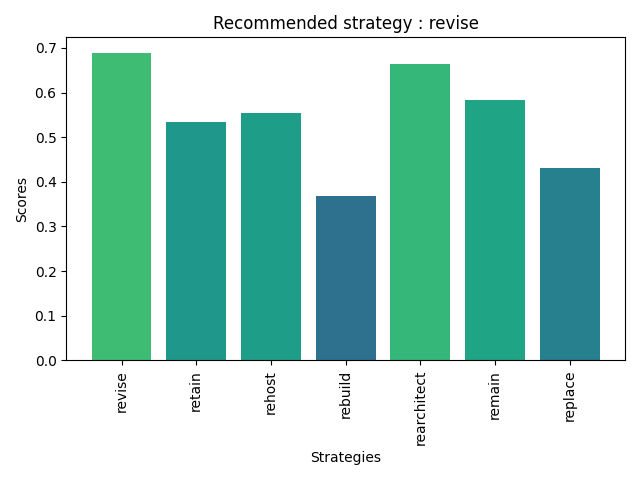 Recommended strategy : revise
Scores
0.7
0.6
0.5
0.4
0.3
0.2
0.1
0.0
revise
retain
rehost
rebuild
rearchitect
remain
replace
Strategies